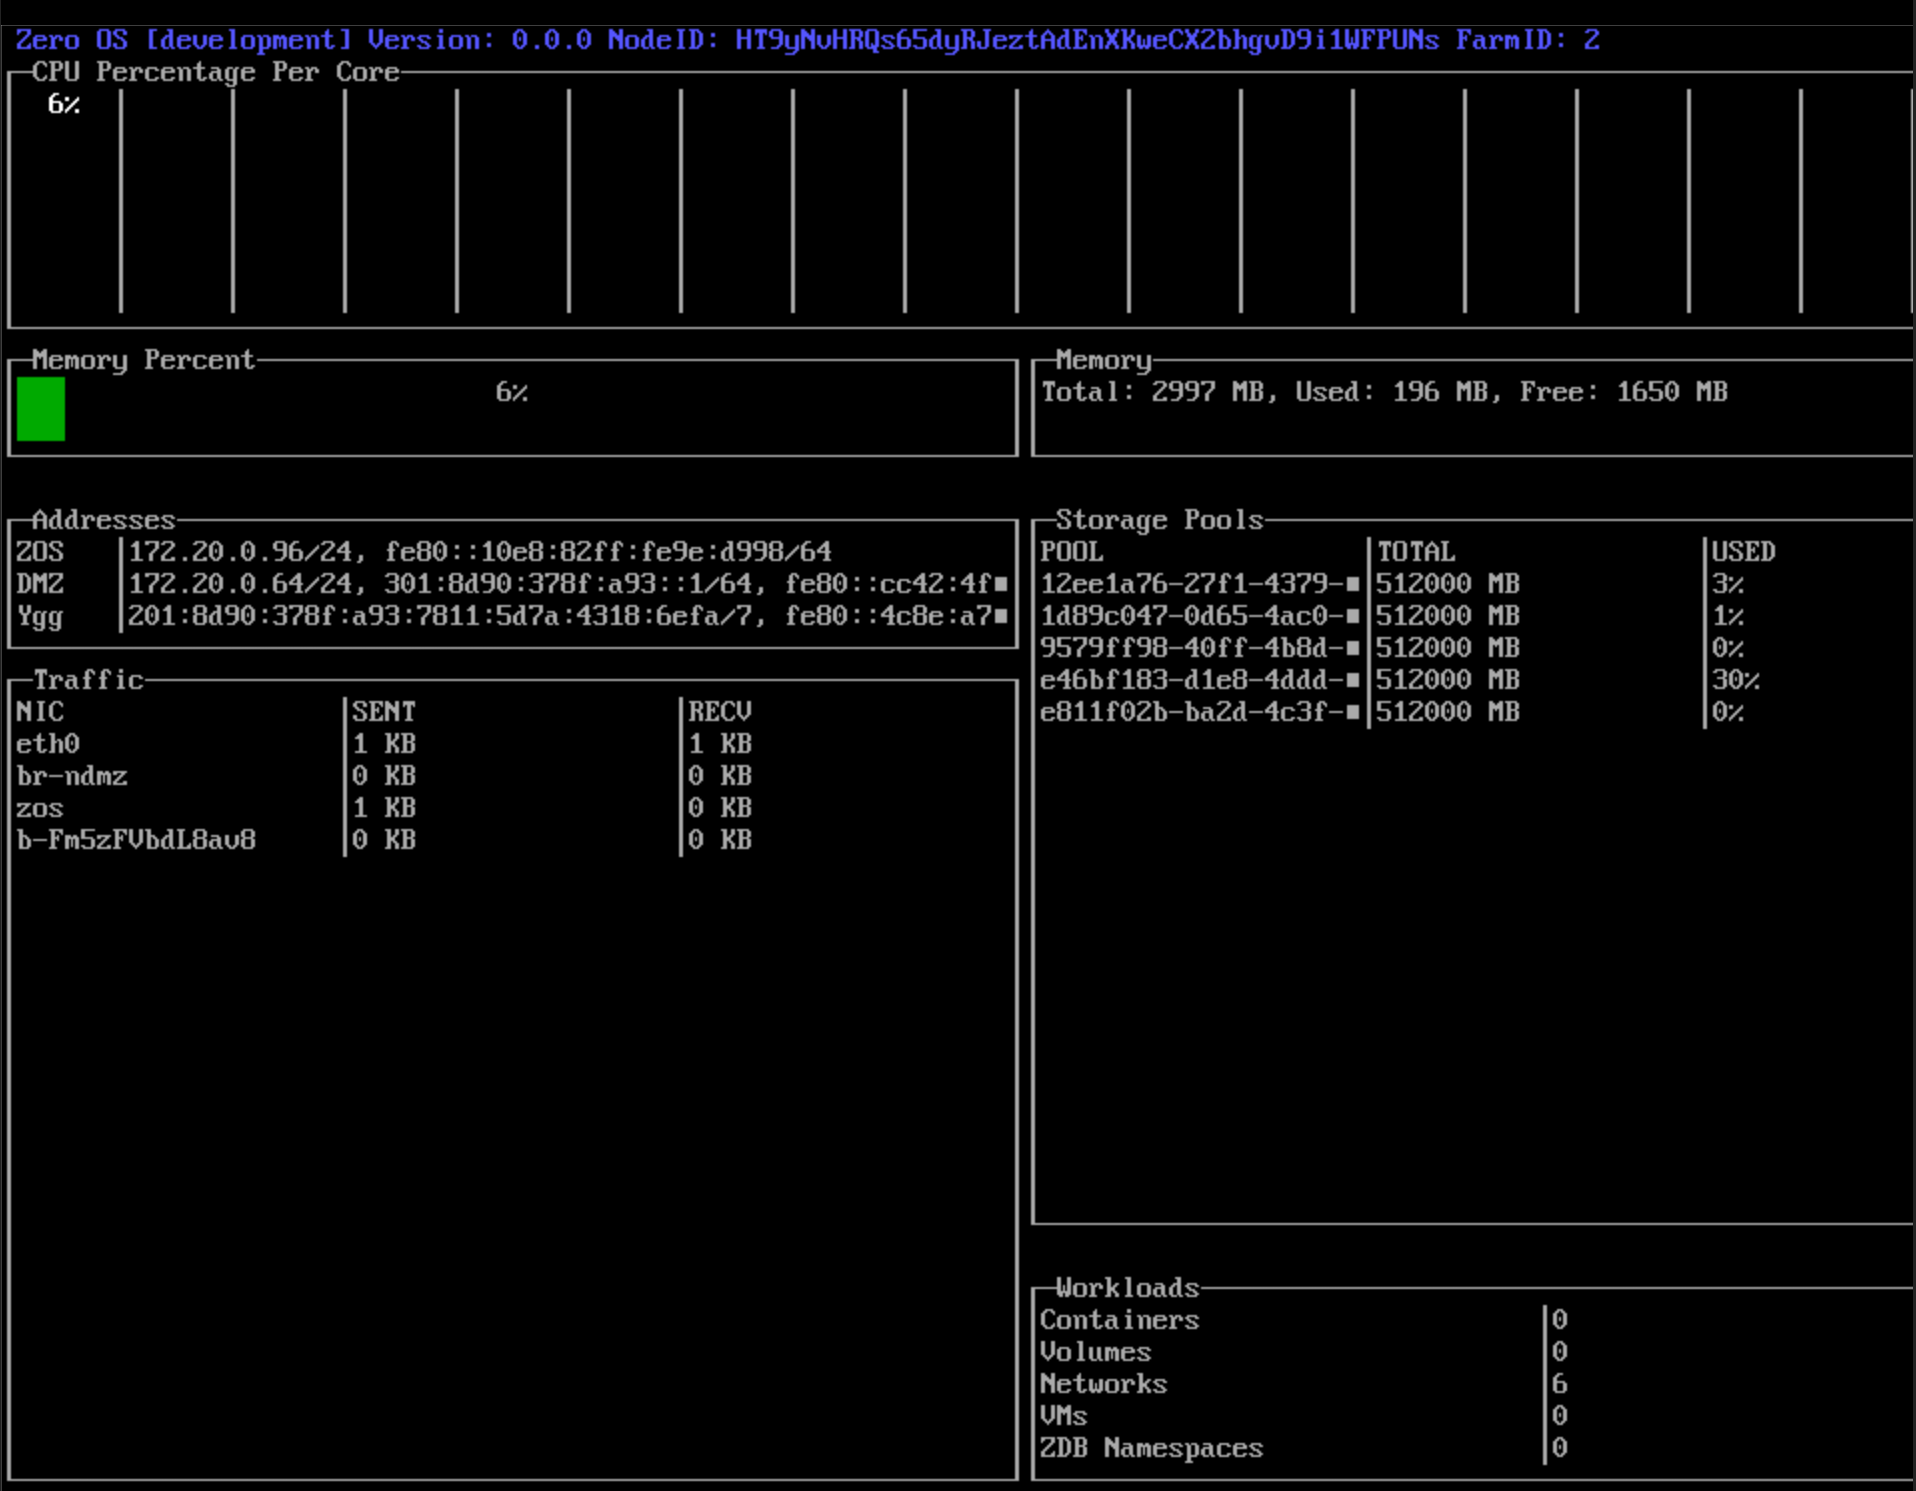 Zero OS [development] Version: 0.0.0 NodeID: HT9yNvHRQs65dyRJeztAdEnXKweCX2bhgvD9i1WFPUNs FarmID: 2
CPU Percentage Per Core
6%
Memory Percent
6%
Memory
Total: 2997 MB, Used: 196 MB, Free: 1650 MB
Addresses
ZOS 172.20.0.96/24, fe80::10e8:82ff:fe9e:d998/64
DMZ 172.20.0.64/24, 301:8d90:378f:a93::1/64, fe80::cc42:4f■
Ygg 201:8d90:378f:a93:7811:5d7a:4318:6efa/7, fe80::4c8e:a7■
Storage Pools
POOL TOTAL USED
12ee1a76-27f1-4379-■ 512000 MB 3%
1d89c047-0d65-4ac0-■ 512000 MB 1%
9579ff98-40ff-4b8d-■ 512000 MB 0%
e46bf183-d1e8-4ddd-■ 512000 MB 30%
e811f02b-ba2d-4c3f-■ 512000 MB 0%
Traffic
NIC SENT RECV
eth0 1 KB 1 KB
br-ndmz 0 KB 0 KB
zos 1 KB 0 KB
b-Fm5zFVbdL8av8 0 KB 0 KB
Workloads
Containers 0
Volumes 0
Networks 6
VMs 0
ZDB Namespaces 0